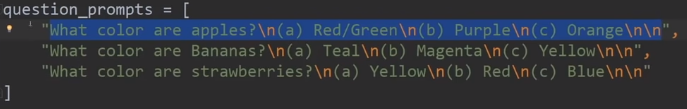 question_prompts = [
"What color are apples?\n(a) Red/Green\n(b) Purple\n(c) Orange\n\n",
"What color are Bananas?\n(a) Teal\n(b) Magenta\n(c) Yellow\n\n",
"What color are strawberries?\n(a) Yellow\n(b) Red\n(c) Blue\n\n"
]